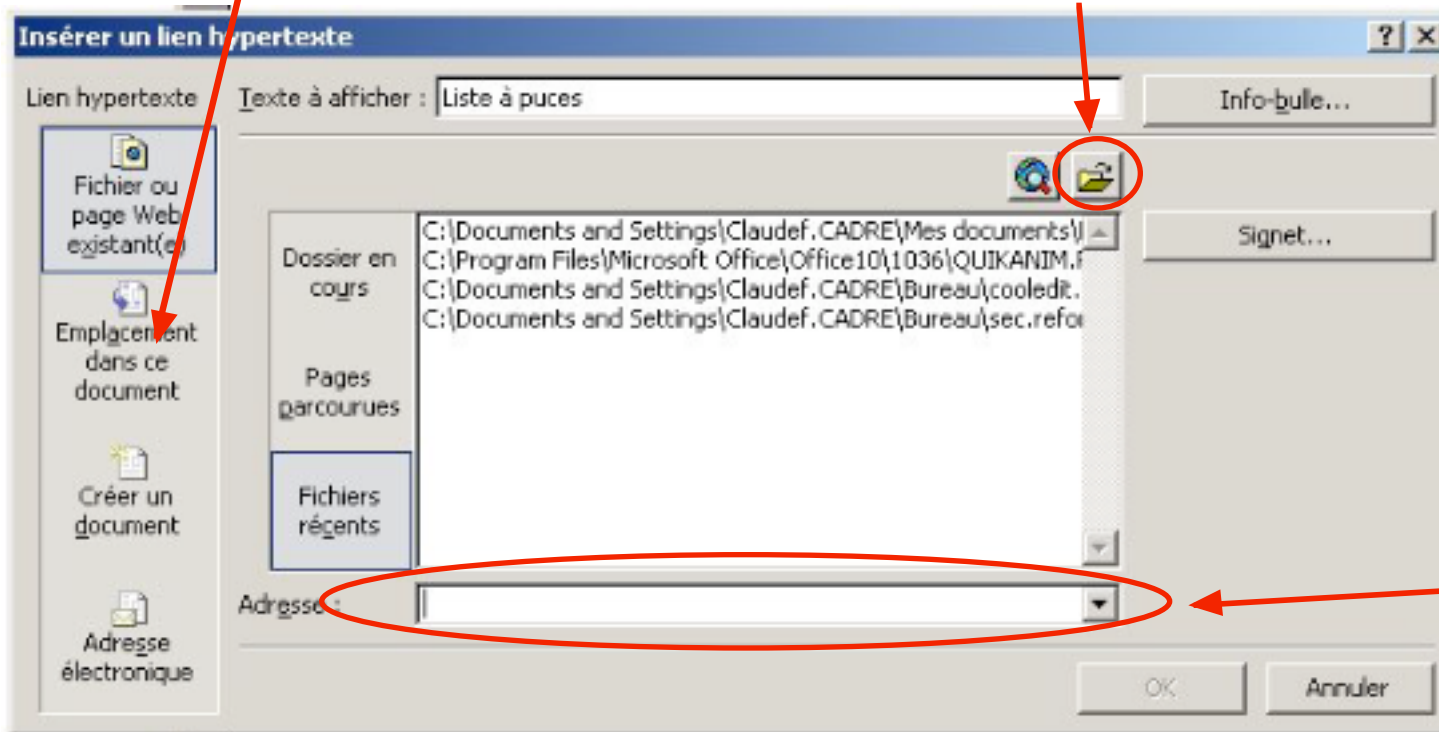 Insérer un lien hypertexte
Lien hypertexte
Texte à afficher : Liste à puces
Info-bulle...
Fichier ou
page Web
existant(e)
Emplacement
dans ce
document
Créer un
document
Adresse
électronique
Dossier en
cours
Pages
parcourues
Fichiers
récents
C:\Documents and Settings\Claudef.CADRE\Mes documents\
C:\Program Files\Microsoft Office\Office10\1036\QUIKANIM.
C:\Documents and Settings\Claudef.CADRE\Bureau\cooledit.
C:\Documents and Settings\Claudef.CADRE\Bureau\sec.refo
Signet...
Adresse :
OK
Annuler